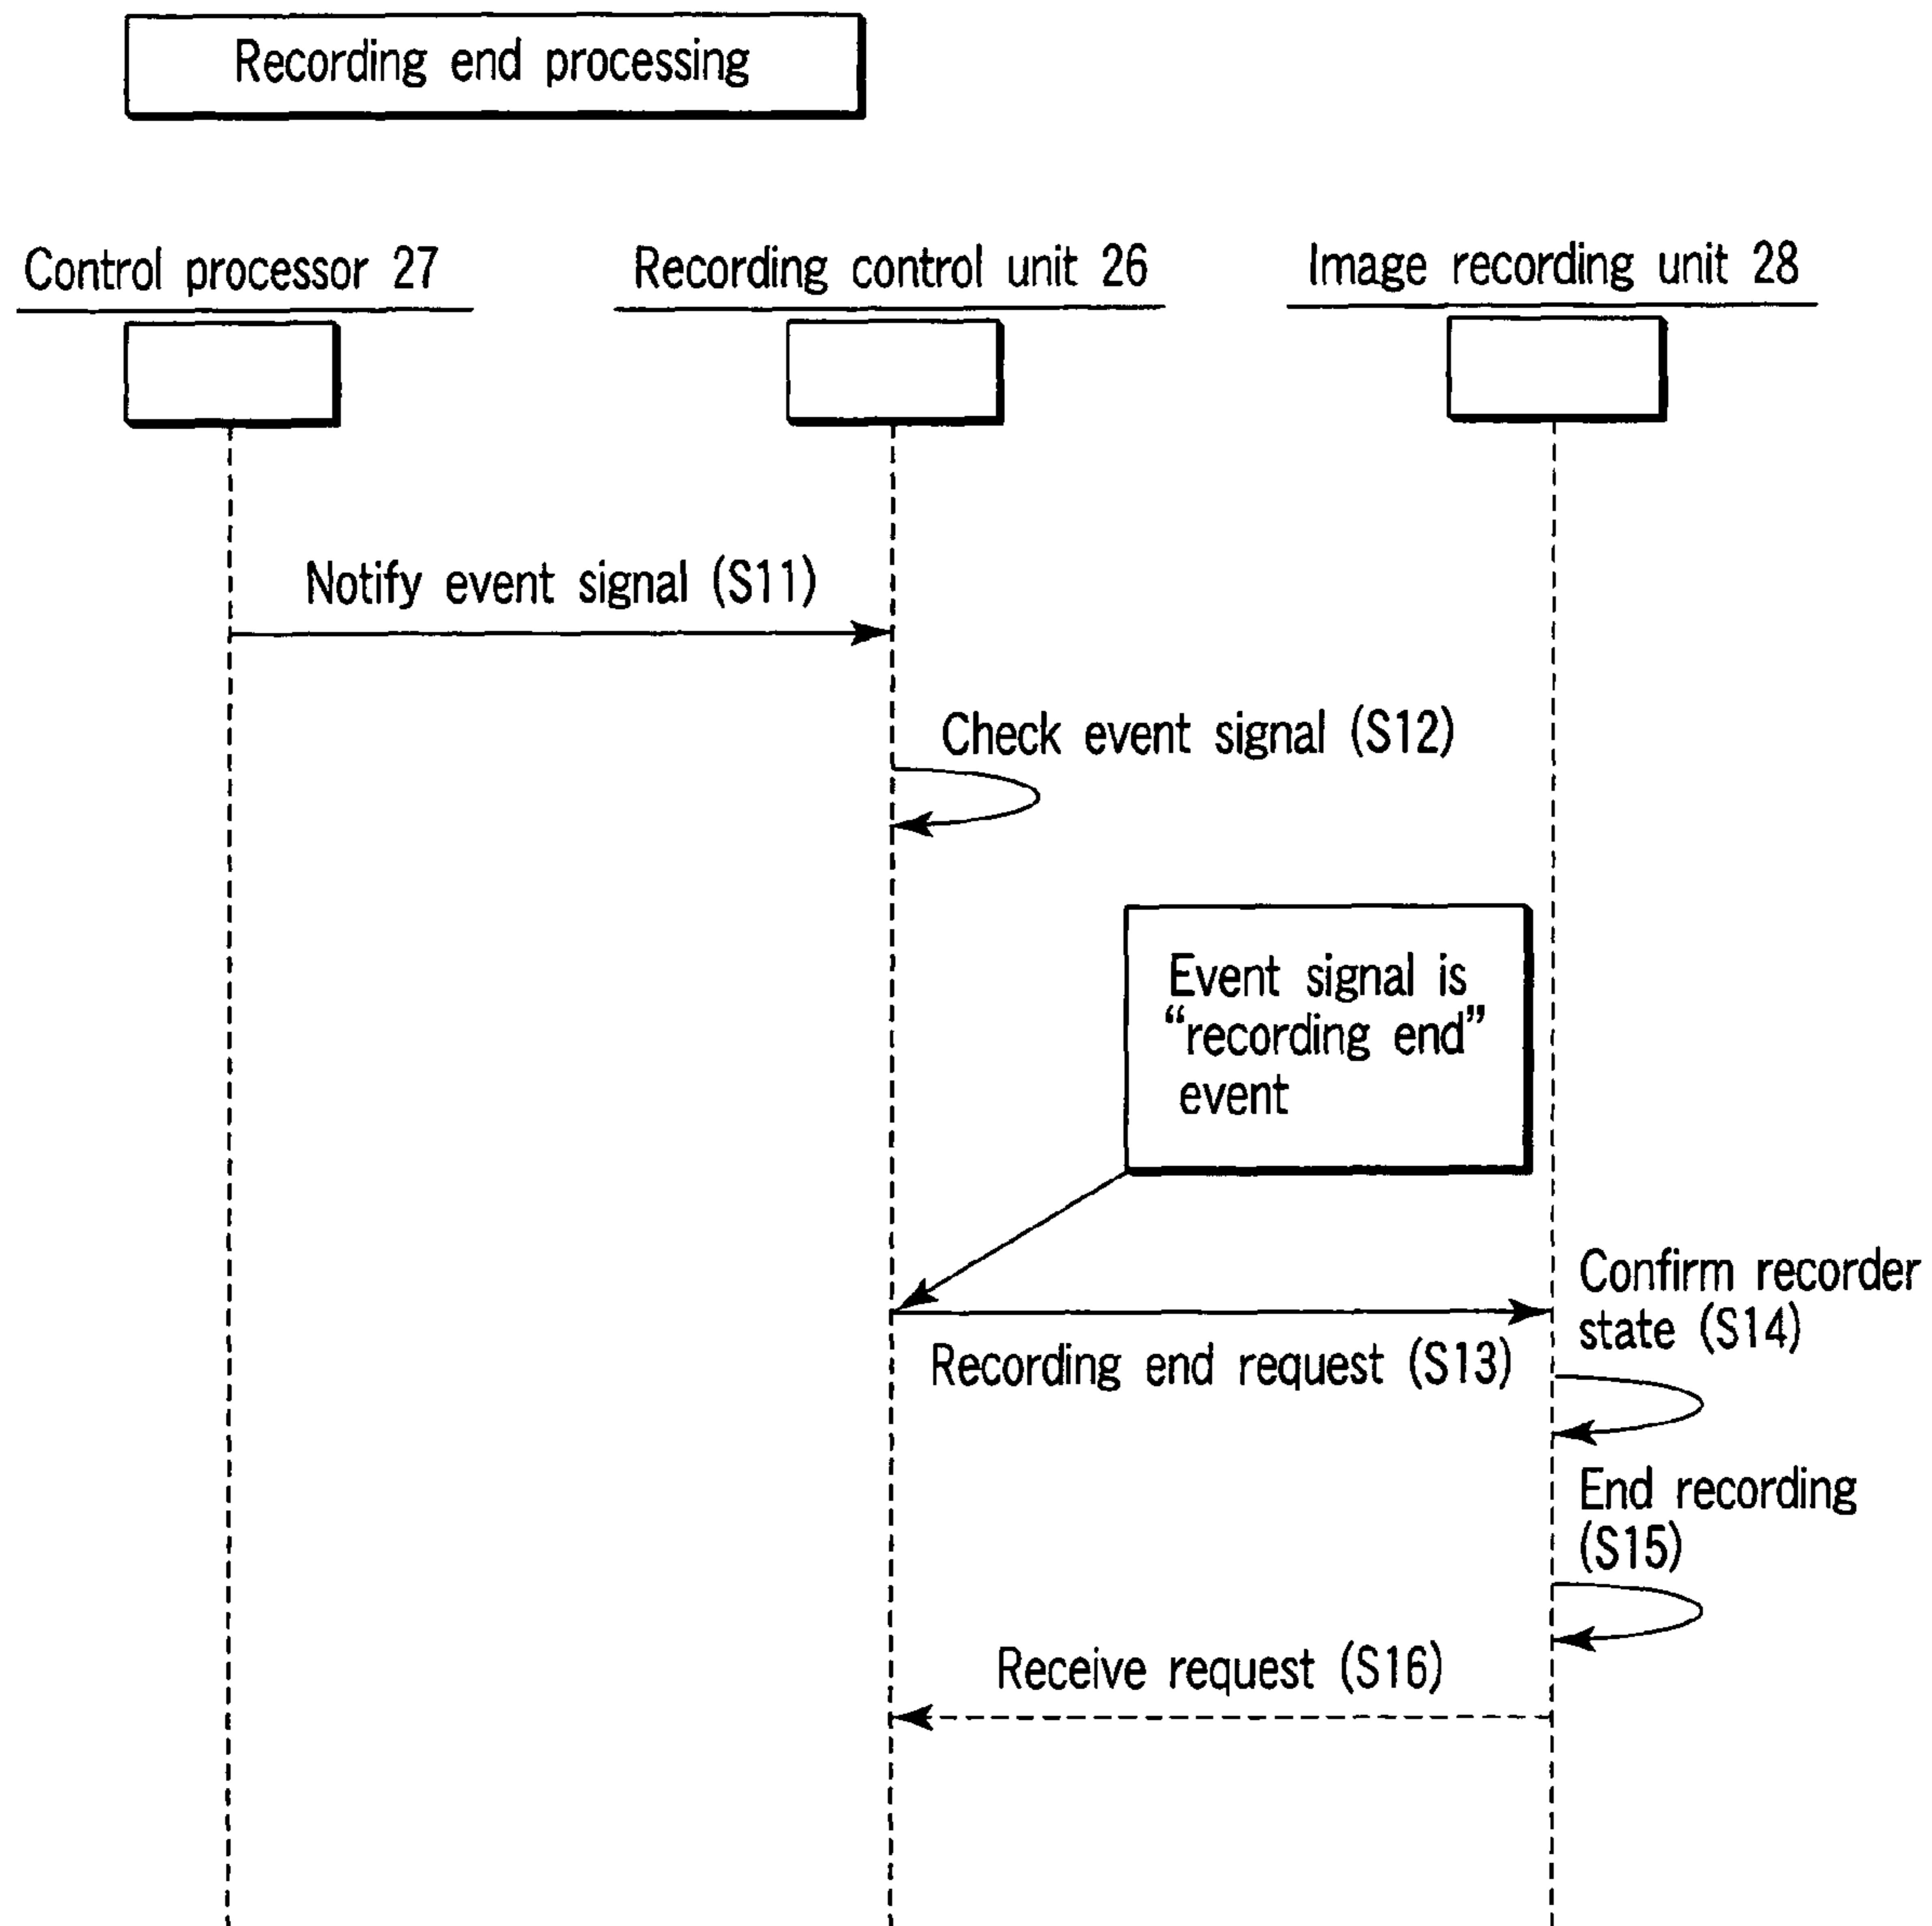 Recording end processing
Control processor 27
Recording control unit 26
Image recording unit 28
Notify event signal (S11)
Check event signal (S12)
Event signal is
“recording end”
event
Confirm recorder
state (S14)
Recording end request (S13)
End recording
(S15)
Receive request (S16)